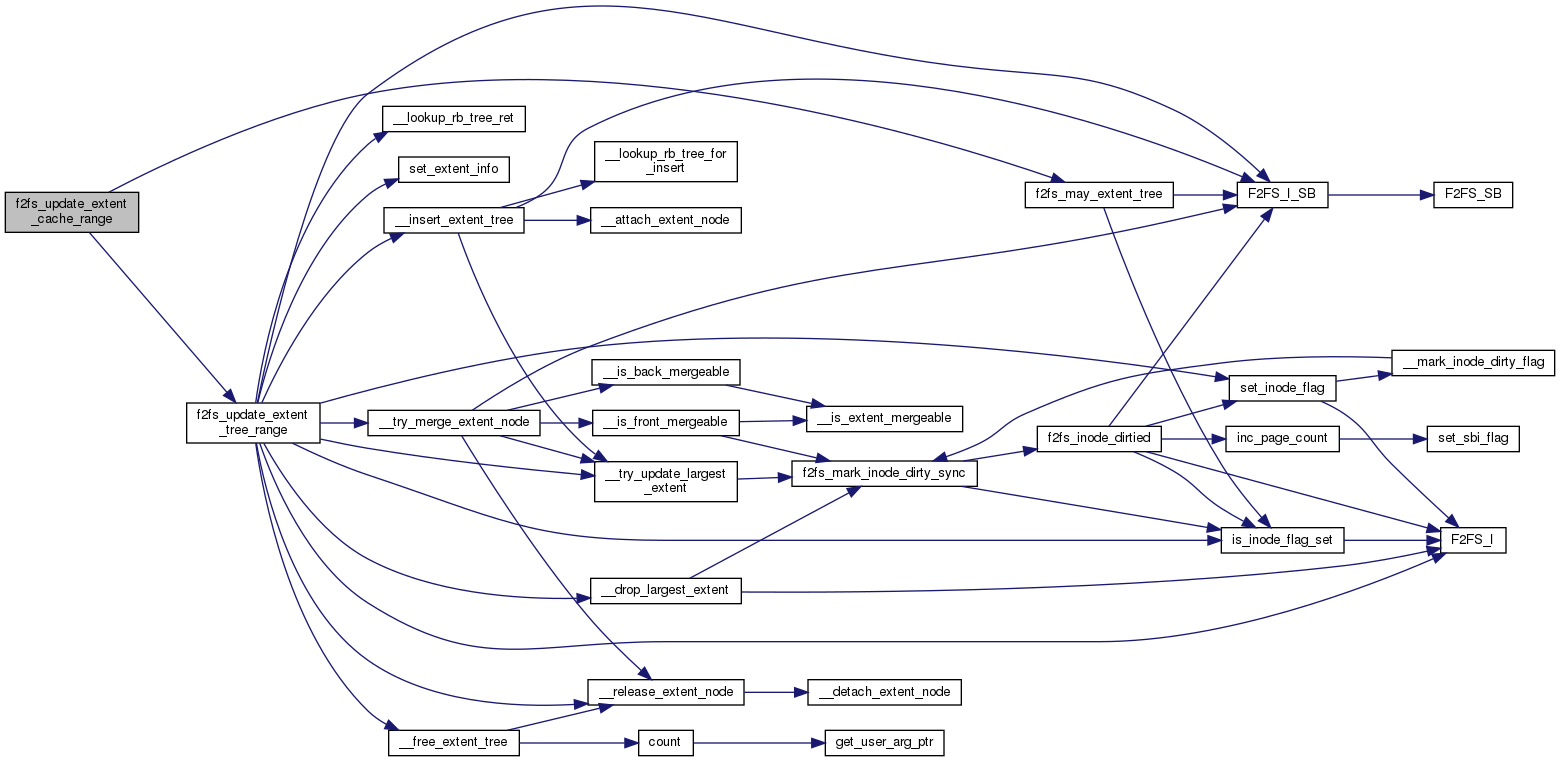 f2fs_update_extent
_cache_range
f2fs_update_extent
_tree_range
__lookup_rb_tree_ret
set_extent_info
__insert_extent_tree
__try_merge_extent_node
__free_extent_tree
__lookup_rb_tree_for
_insert
__attach_extent_node
__is_back_mergeable
__is_front_mergeable
__try_update_largest
_extent
__drop_largest_extent
__release_extent_node
count
__is_extent_mergeable
f2fs_mark_inode_dirty_sync
__detach_extent_node
get_user_arg_ptr
f2fs_may_extent_tree
f2fs_inode_dirtied
F2FS_I_SB
set_inode_flag
inc_page_count
is_inode_flag_set
F2FS_SB
__mark_inode_dirty_flag
set_sbi_flag
F2FS_I